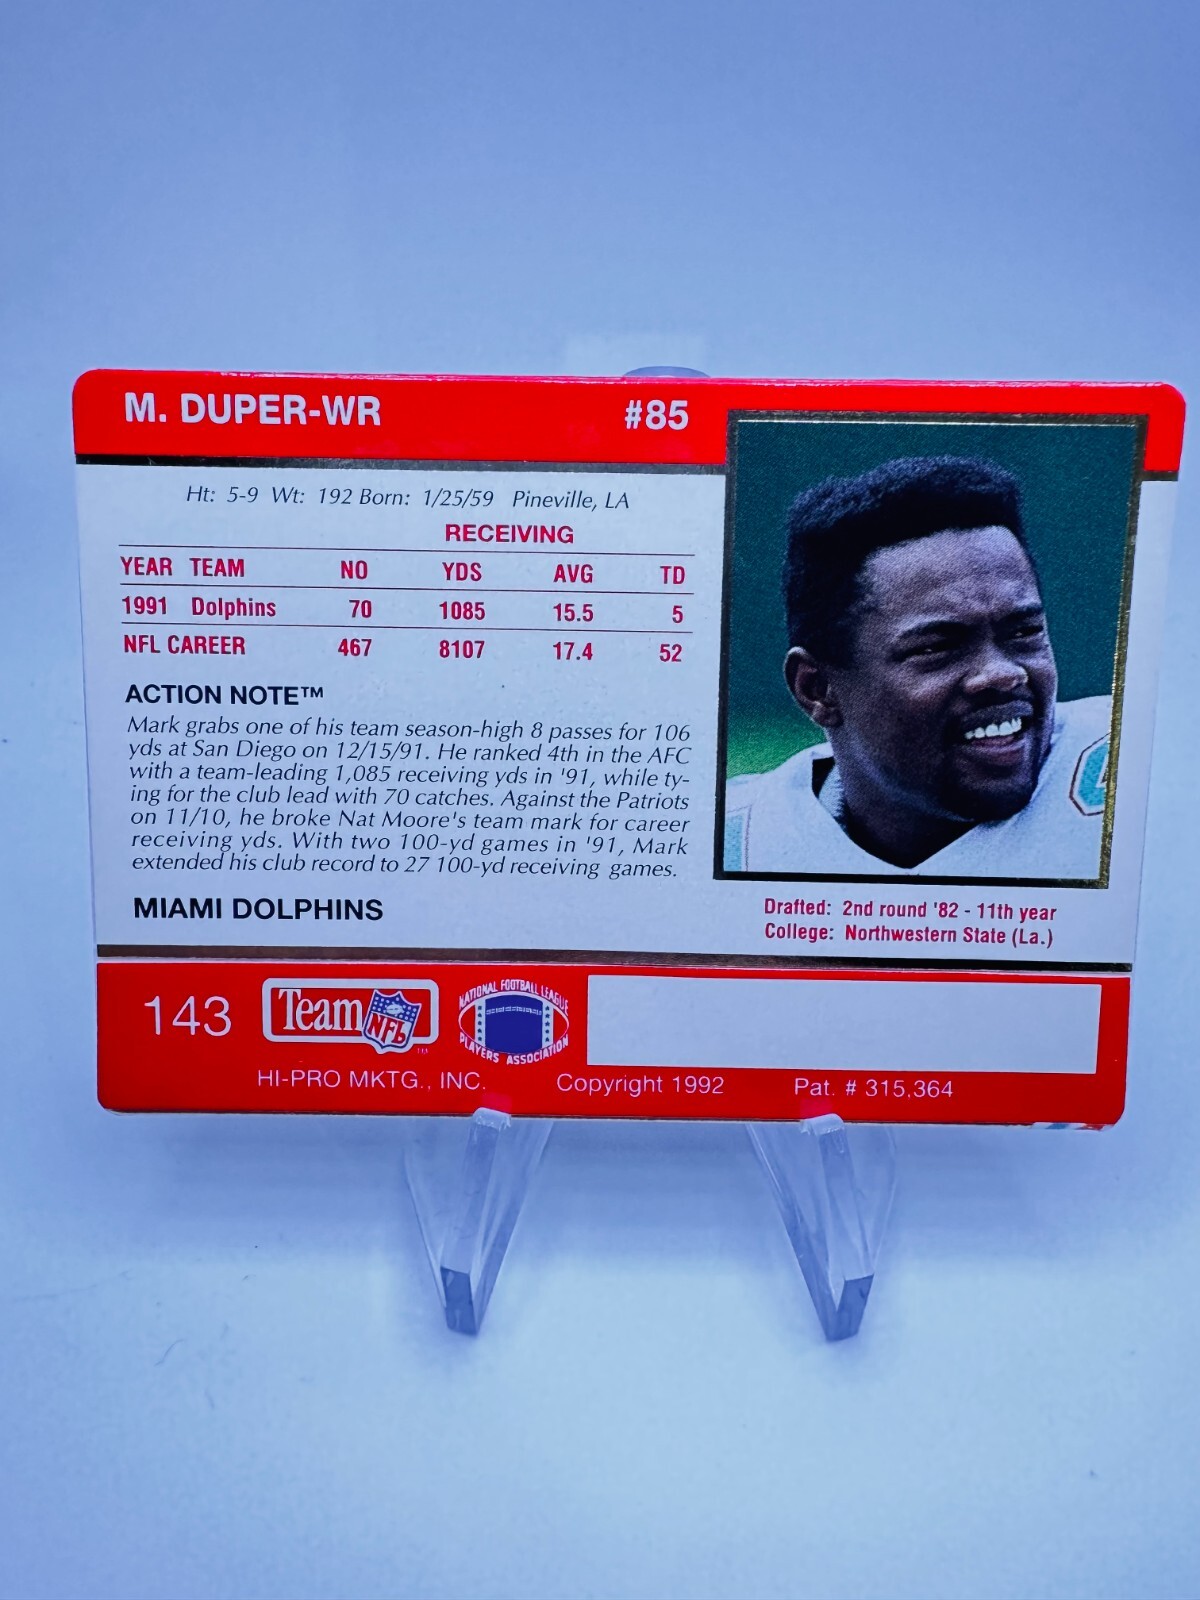 M. DUPER-WR #85
Ht: 5-9 Wt: 192 Born: 1/25/59 Pineville, LA
RECEIVING
YEAR TEAM NO YDS AVG TD
1991 Dolphins 70 1085 15.5 5
NFL CAREER 467 8107 17.4 52
ACTION NOTE™
Mark grabs one of his team season-high 8 passes for 106
yds at San Diego on 12/15/91. He ranked 4th in the AFC
with a team-leading 1,085 receiving yds in '91, while ty-
ing for the club lead with 70 catches. Against the Patriots
on 11/10, he broke Nat Moore's team mark for career
receiving yds. With two 100-yd games in '91, Mark
extended his club record to 27 100-yd receiving games.
MIAMI DOLPHINS
Drafted: 2nd round '82 - 11th year
College: Northwestern State (La.)
143
Team NFL ™
NATIONAL FOOTBALL LEAGUE
PLAYERS ASSOCIATION
HI-PRO MKTG., INC. Copyright 1992 Pat. # 315,364